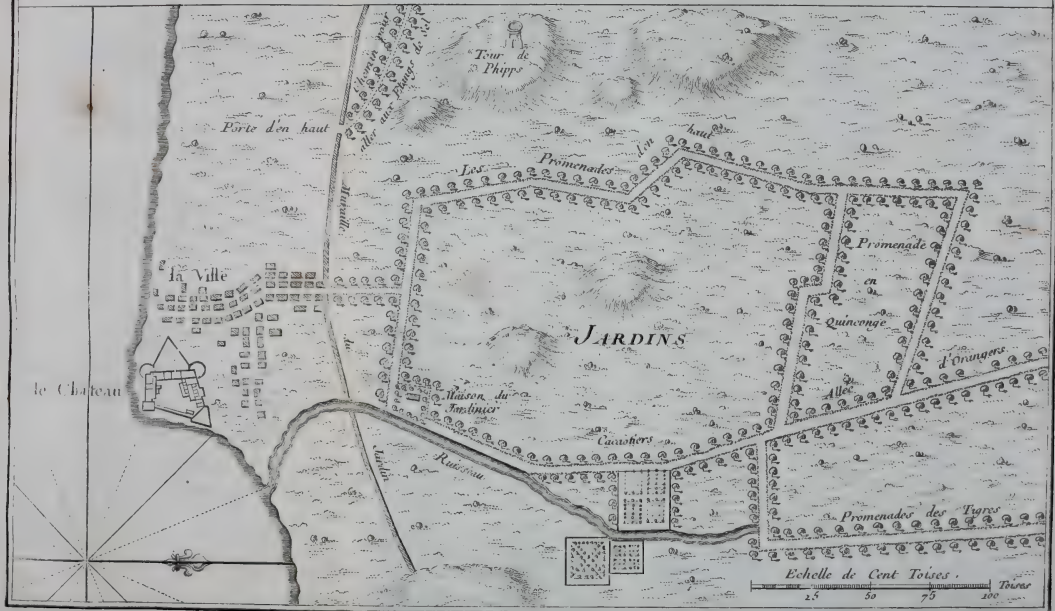 Tour de
Phipps
Chemin pour
aller aux Etangs de Sel
Porte d'en haut
Les Promenades d'en haut
Muraille
du
Jardin
la Ville
Promenade
en
Quinconge
JARDINS
le Château
Maison du
Jardinier
Allée d'Orangers
Cacaotiers
Ruisseau
Promenades des Tigres
Echelle de Cent Toises.
25 50 75 100 Toises